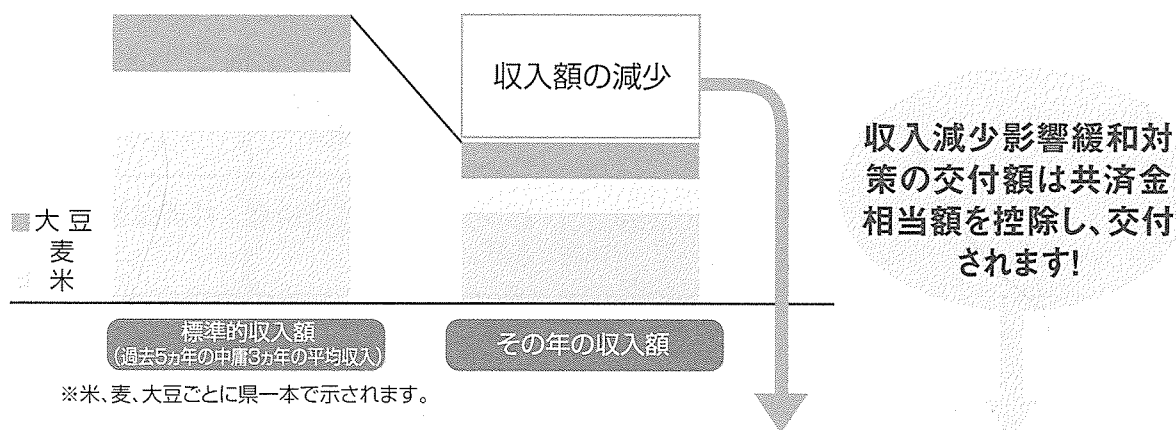 収入額の減少
収入減少影響緩和対
策の交付額は共済金
相当額を控除し、交付
されます!
大豆
麦
米
標準的収入額
(過去5ヵ年の中庸3ヵ年の平均収入)
その年の収入額
※米、麦、大豆ごとに県一本で示されます。